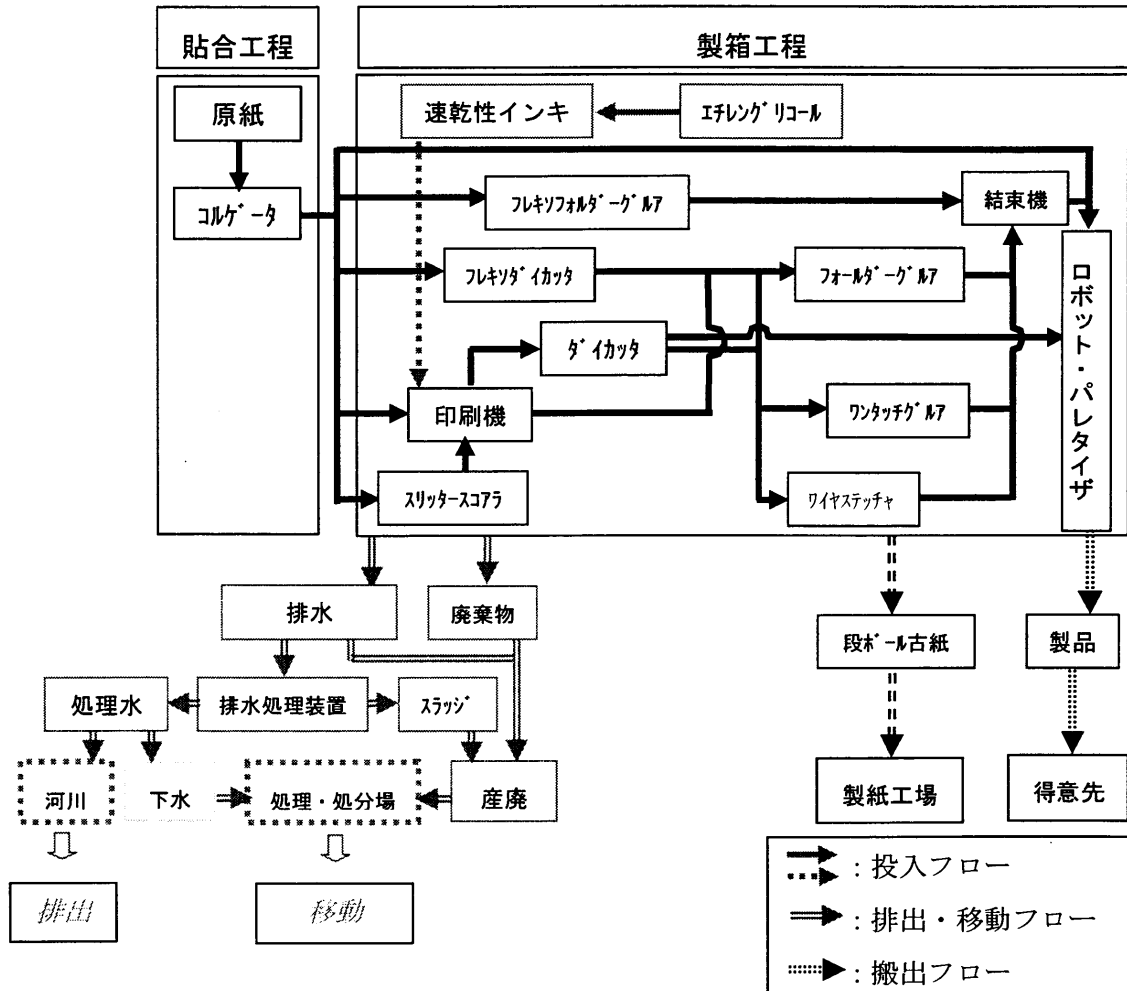 貼合工程
製箱工程
原紙
速乾性インキ
エチレングリコール
コルゲータ
フレキソフォルダーグルア
結束機
フレキソダイカッタ
フォールダーグルア
ロボット・パレタイザ
ダイカッタ
印刷機
ワンタッチグルア
スリッタースコアラ
ワイヤステッチャ
排水
廃棄物
段ボール古紙
製品
処理水
排水処理装置
スラッジ
河川
下水
処理・処分場
産廃
製紙工場
得意先
排出
移動
：投入フロー
：排出・移動フロー
：搬出フロー